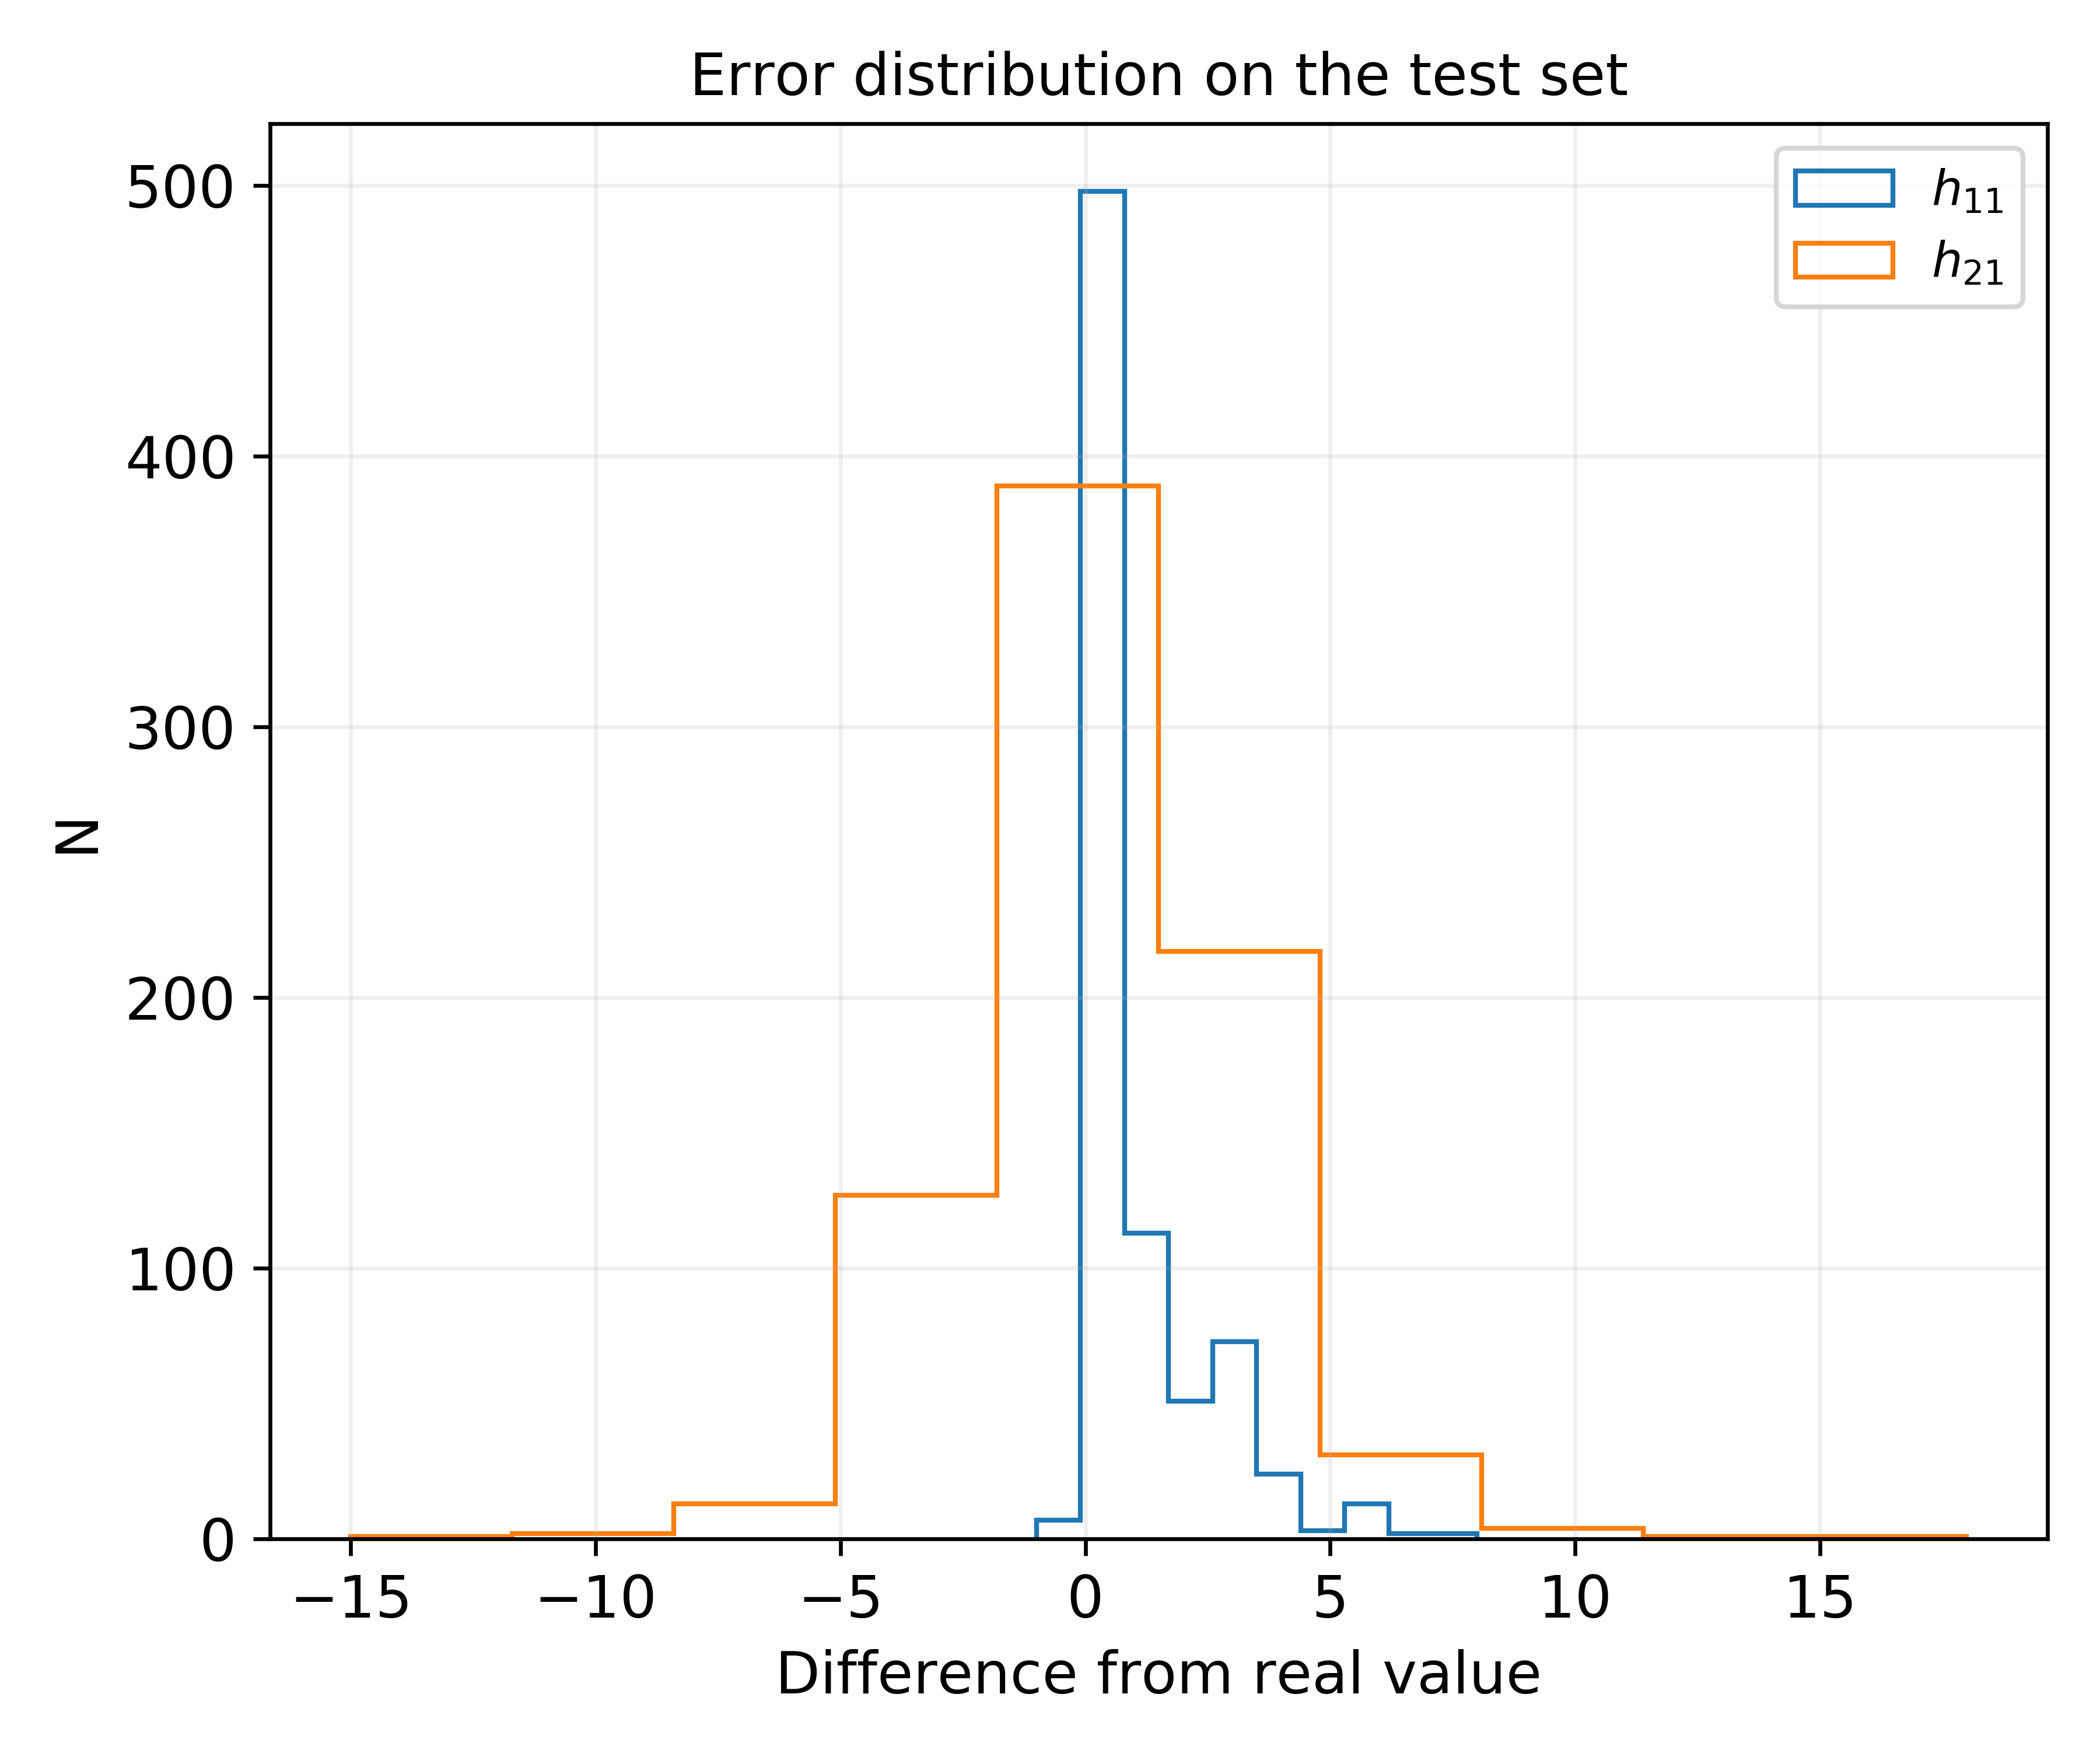 Error distribution on the test set
h₁₁
h₂₁
500
400
300
200
100
0
N
−15 −10 −5 0 5 10 15
Difference from real value